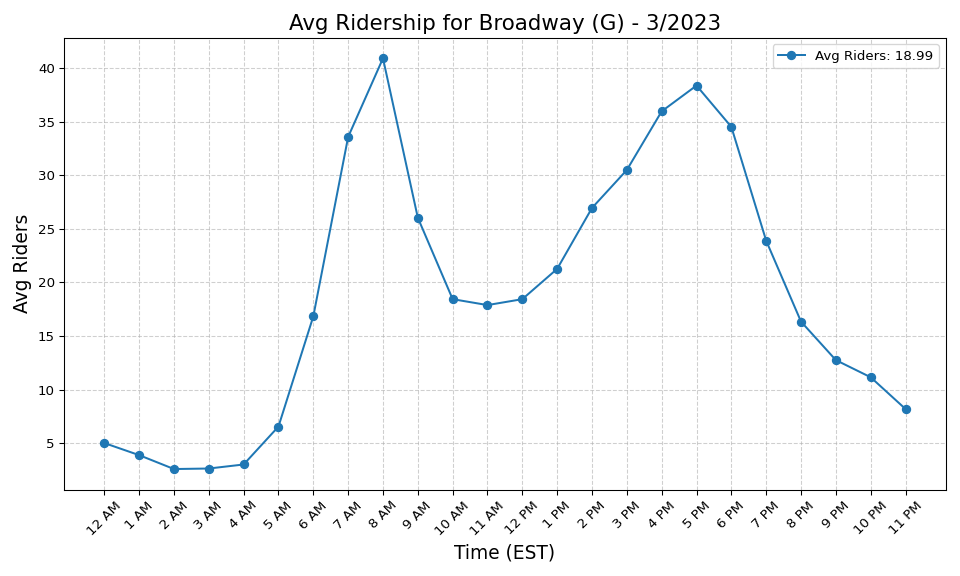 Avg Ridership for Broadway (G) - 3/2023
Avg Riders: 18.99
Avg Riders
40
35
30
25
20
15
10
5
12 AM
1 AM
2 AM
3 AM
4 AM
5 AM
6 AM
7 AM
8 AM
9 AM
10 AM
11 AM
12 PM
1 PM
2 PM
3 PM
4 PM
5 PM
6 PM
7 PM
8 PM
9 PM
10 PM
11 PM
Time (EST)